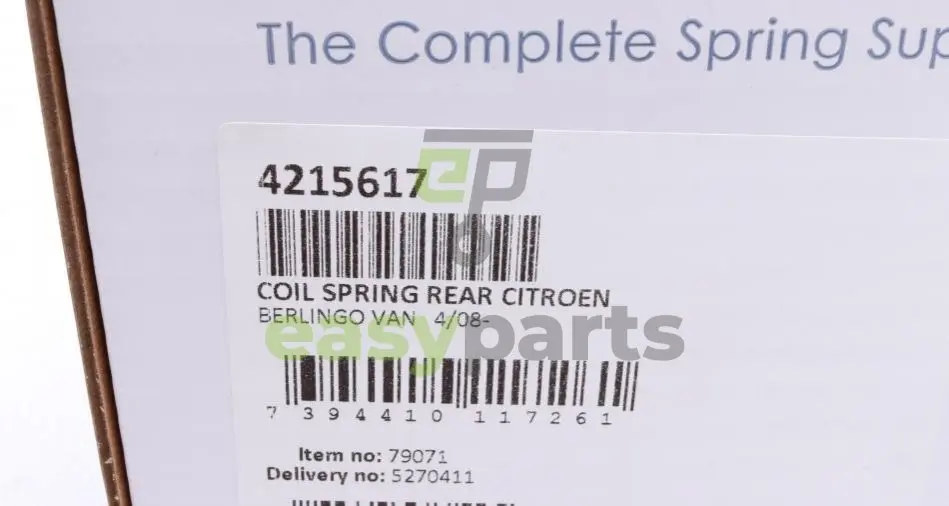 The Complete Spring
4215617
ep
COIL SPRING REAR CITROEN
BERLINGO VAN 4/08-
easyparts
7 394410 117261
Item no: 79071
Delivery no: 5270411